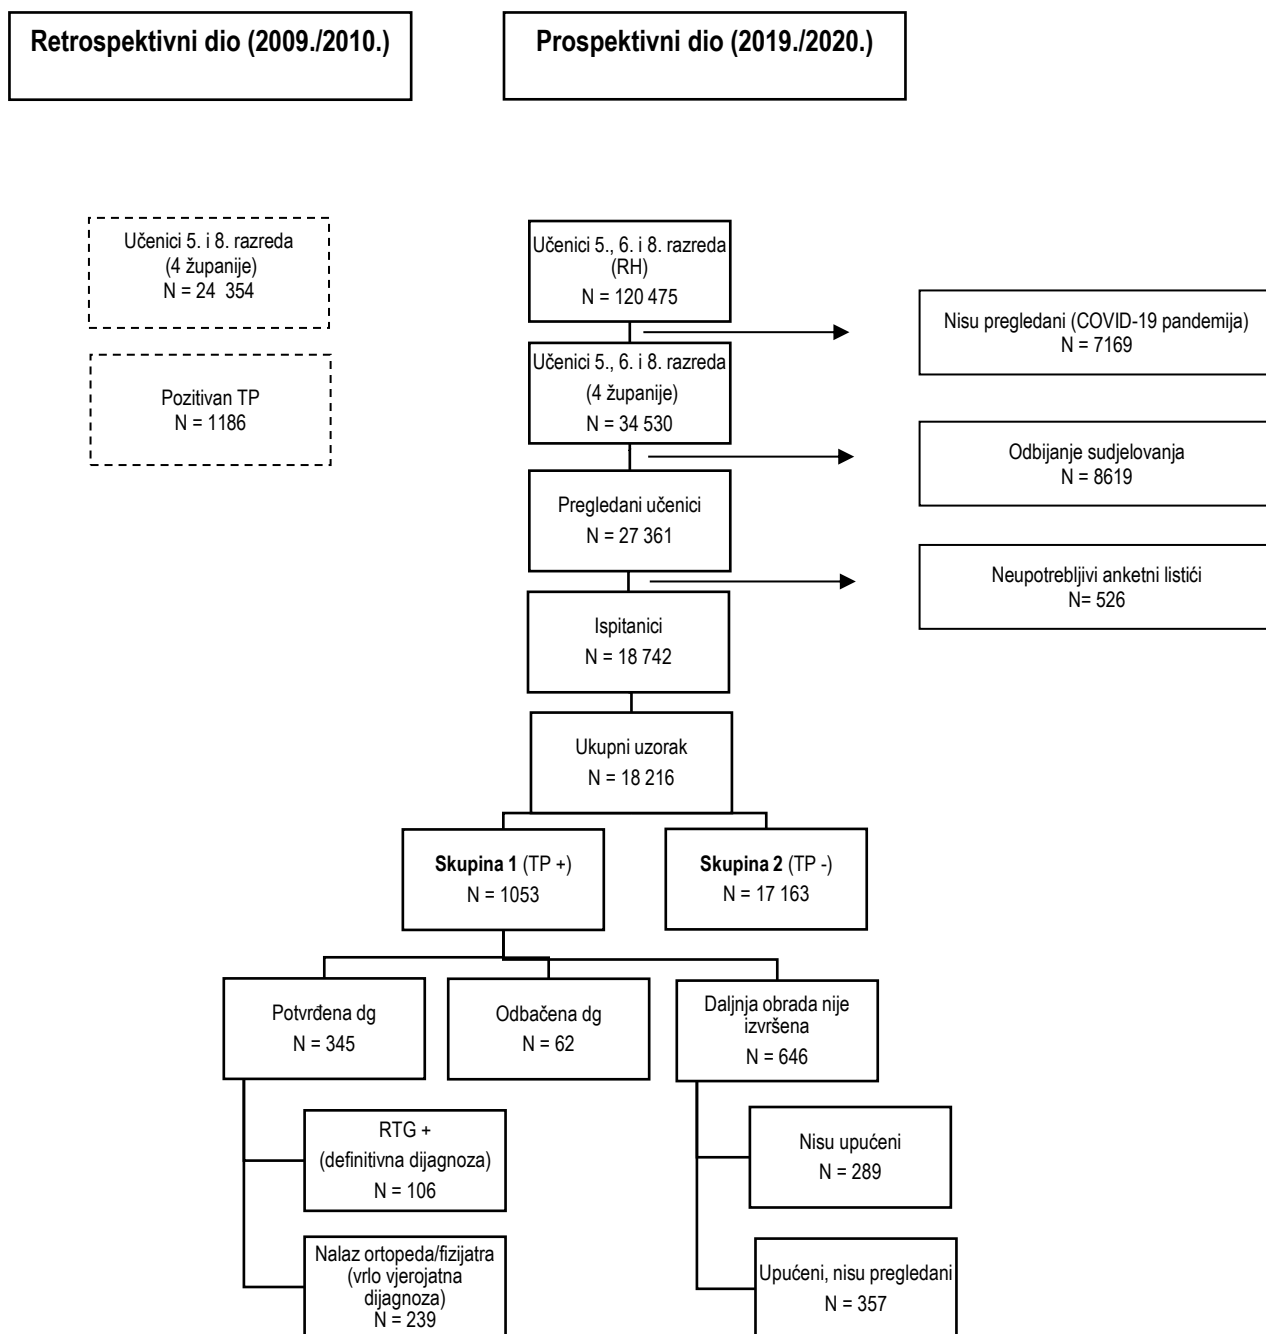 Retrospektivni dio (2009./2010.)
Prospektivni dio (2019./2020.)
Učenici 5. i 8. razreda
(4 županije)
N = 24 354
Pozitivan TP
N = 1186
Učenici 5., 6. i 8. razreda
(RH)
N = 120 475
Nisu pregledani (COVID-19 pandemija)
N = 7169
Učenici 5., 6. i 8. razreda
(4 županije)
N = 34 530
Odbijanje sudjelovanja
N = 8619
Pregledani učenici
N = 27 361
Neupotrebljivi anketni listići
N= 526
Ispitanici
N = 18 742
Ukupni uzorak
N = 18 216
Skupina 1 (TP +)
N = 1053
Skupina 2 (TP -)
N = 17 163
Potvrđena dg
N = 345
Odbačena dg
N = 62
Daljnja obrada nije
izvršena
N = 646
RTG +
(definitivna dijagnoza)
N = 106
Nisu upućeni
N = 289
Nalaz ortopeda/fizijatra
(vrlo vjerojatna
dijagnoza)
N = 239
Upućeni, nisu pregledani
N = 357